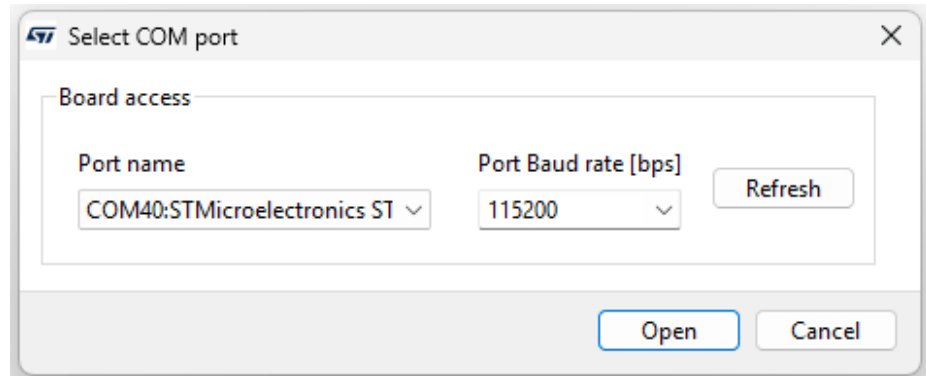 Select COM port
Board access
Port name
Port Baud rate [bps]
COM40:STMicroelectronics ST
115200
Refresh
Open
Cancel